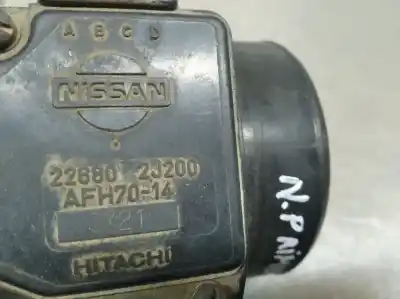 A B C D
NISSAN
22680 2J200
AFH70-14
HITACHI
N.P